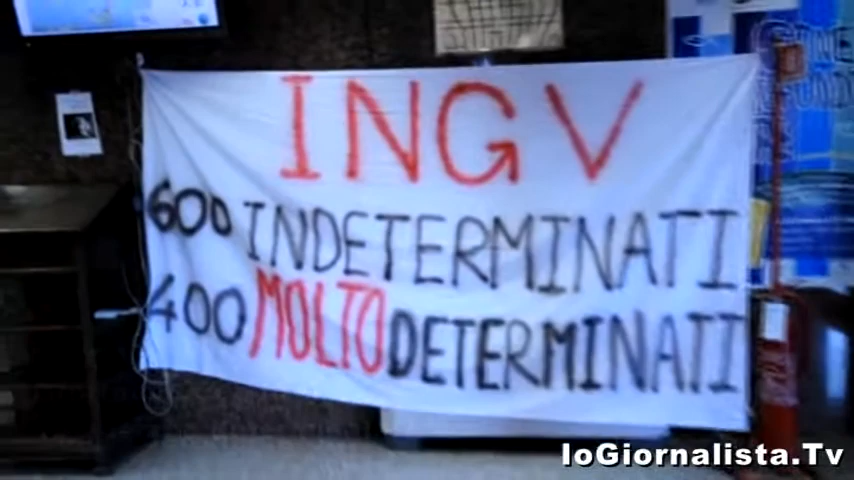 INGV
600 INDETERMINATI
400 MOLTO DETERMINATI
IoGiornalista.Tv